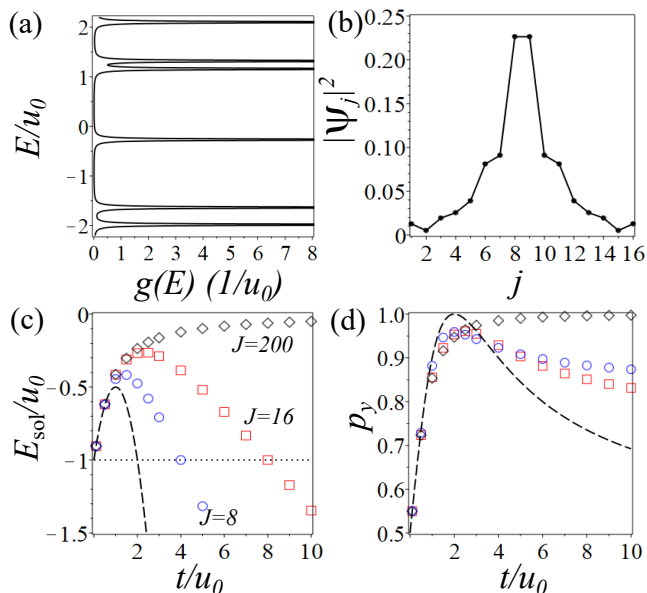 (a)
E/u₀
2
1
0
−1
−2
0 1 2 3 4 5 6 7 8
g(E) (1/u₀)
(b)
|Ψⱼ|²
0.25
0.20
0.15
0.10
0.05
0
2 4 6 8 10 12 14 16
j
(c)
E_sol/u₀
0
−0.5
−1
−1.5
J=200
J=16
J=8
0 2 4 6 8 10
t/u₀
(d)
p_y
1.0
0.9
0.8
0.7
0.6
0.5
0 2 4 6 8 10
t/u₀